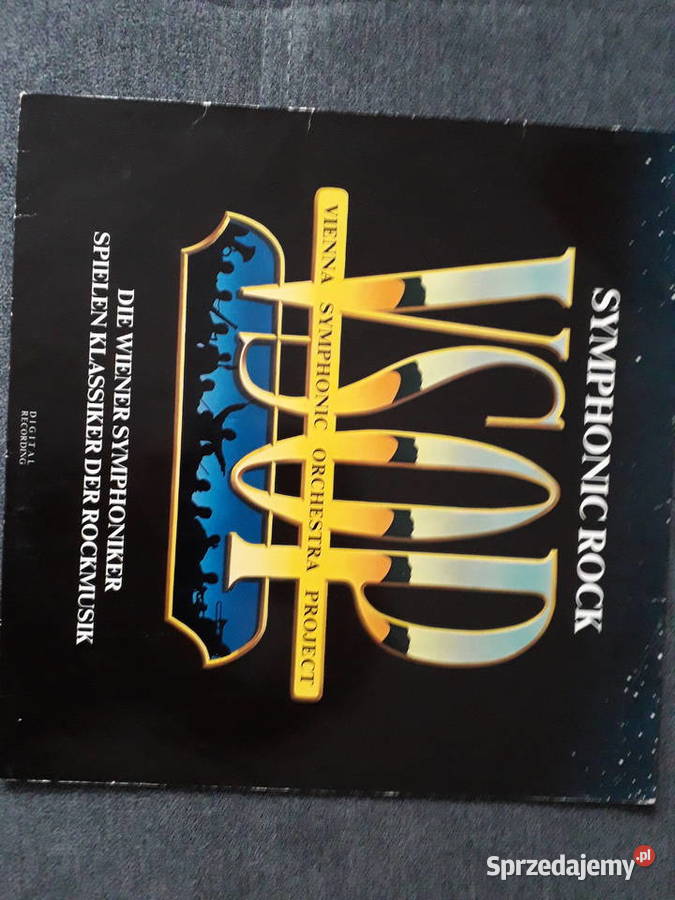 SYMPHONIC ROCK
VSOP
VIENNA SYMPHONIC ORCHESTRA PROJECT
DIE WIENER SYMPHONIKER
SPIELEN KLASSIKER DER ROCKMUSIK
DIGITAL
RECORDING
Sprzedajemy.pl